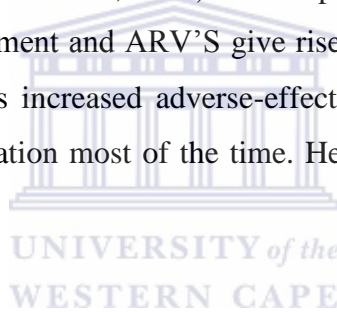 ment and ARV'S give rise
s increased adverse-effect
ation most of the time. He
UNIVERSITY of the
WESTERN CAPE